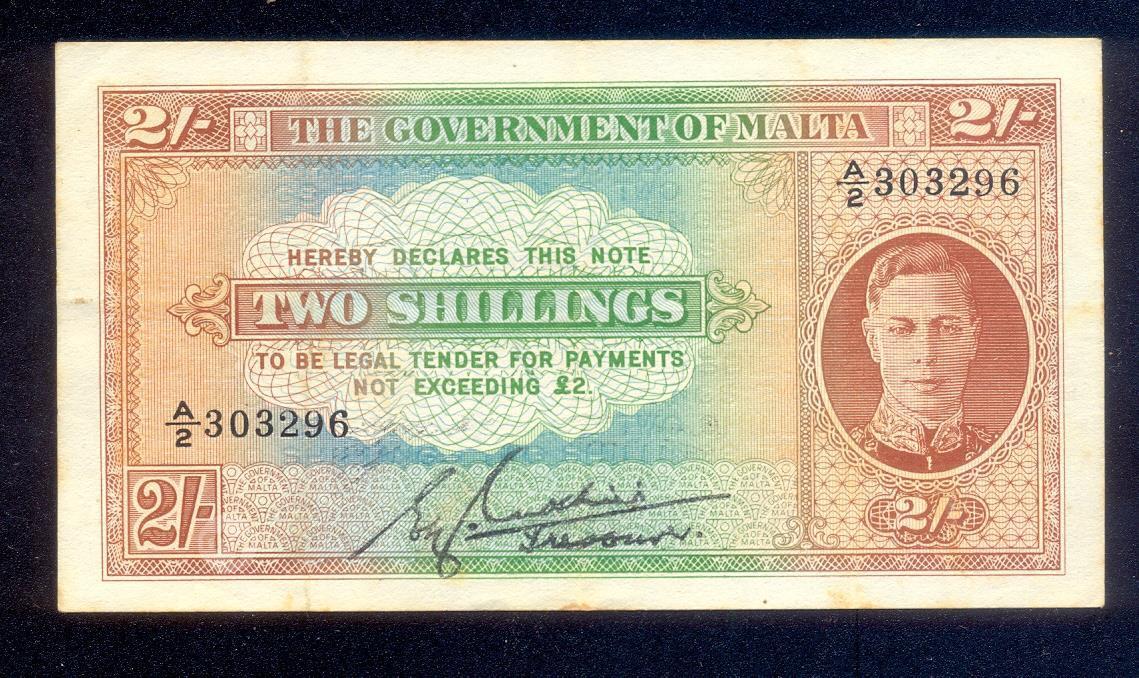 2/- THE GOVERNMENT OF MALTA 2/-
A/2 303296
HEREBY DECLARES THIS NOTE
TWO SHILLINGS
TO BE LEGAL TENDER FOR PAYMENTS
NOT EXCEEDING £2.
A/2 303296
2/-
Treasurer.
2/-